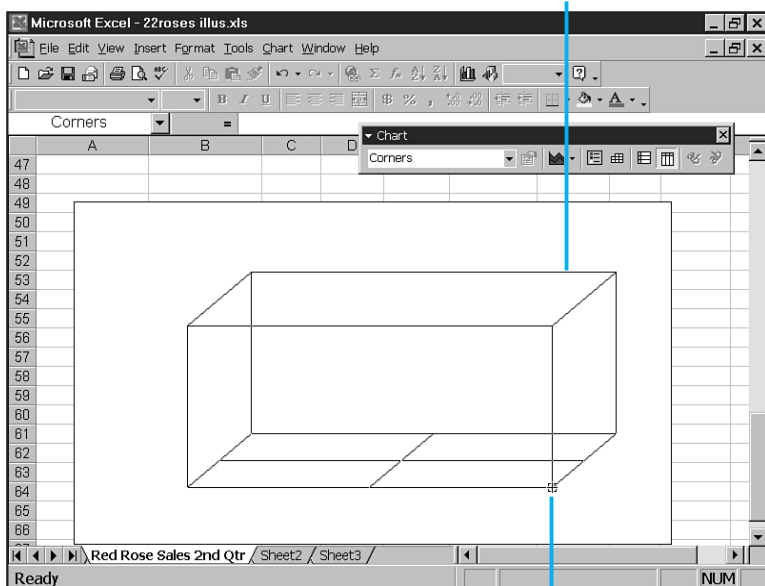 Microsoft Excel - 22roses illus.xls
File Edit View Insert Format Tools Chart Window Help
B I U $ % ,
Corners =
Chart
Corners
A B C D
47
48
49
50
51
52
53
54
55
56
57
58
59
60
61
62
63
64
65
66
Red Rose Sales 2nd Qtr Sheet2 Sheet3
Ready NUM